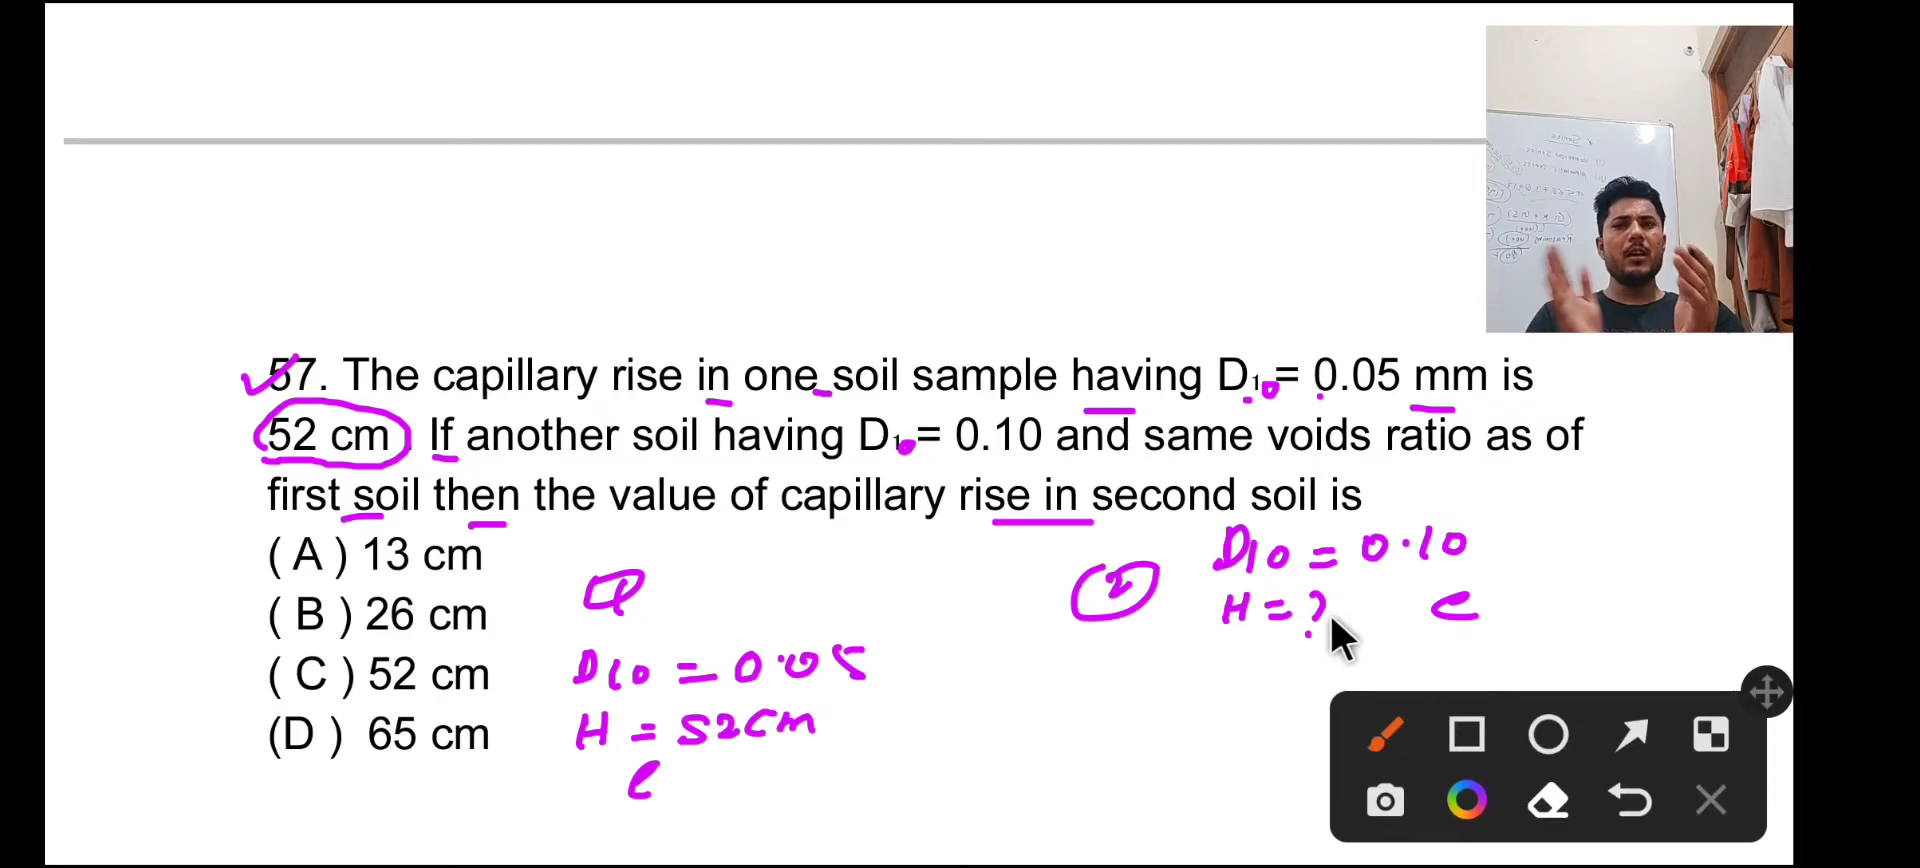 57. The capillary rise in one soil sample having D₁₀= 0.05 mm is
52 cm. If another soil having D₁₀= 0.10 and same voids ratio as of
first soil then the value of capillary rise in second soil is
( A ) 13 cm
( B ) 26 cm
( C ) 52 cm
(D ) 65 cm
1
D10 = 0.05
H = 52cm
e
2
D10 = 0.10
H = ? e